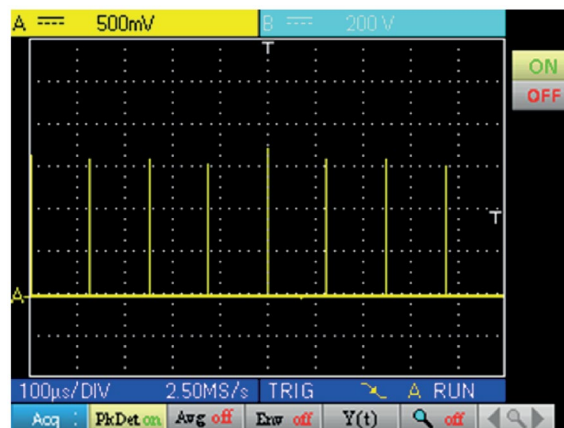 A 500mV B 200 V
T
ON
OFF
T
A
100µs/DIV 2.50MS/s TRIG A RUN
Acq : PkDet on Avg off Env off Y(t) off